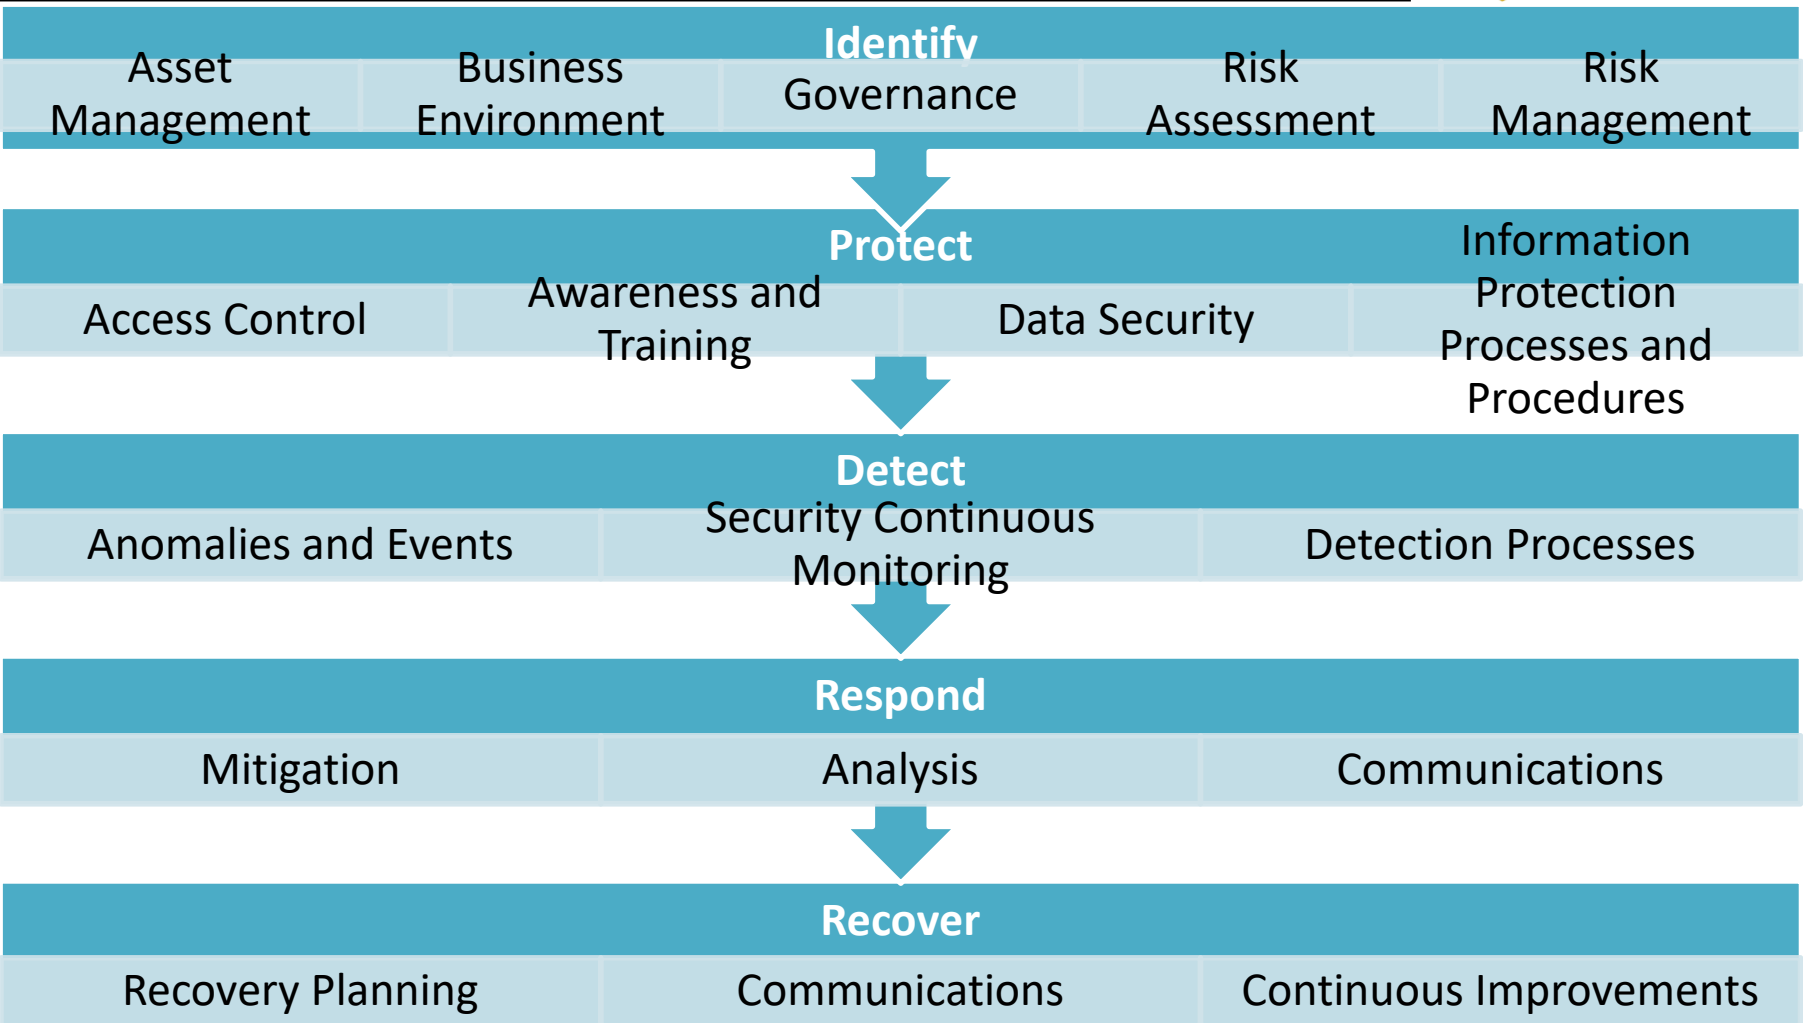 Identify
Asset
Management
Business
Environment
Governance
Risk
Assessment
Risk
Management
Protect
Access Control
Awareness and
Training
Data Security
Information
Protection
Processes and
Procedures
Detect
Anomalies and Events
Security Continuous
Monitoring
Detection Processes
Respond
Mitigation
Analysis
Communications
Recover
Recovery Planning
Communications
Continuous Improvements